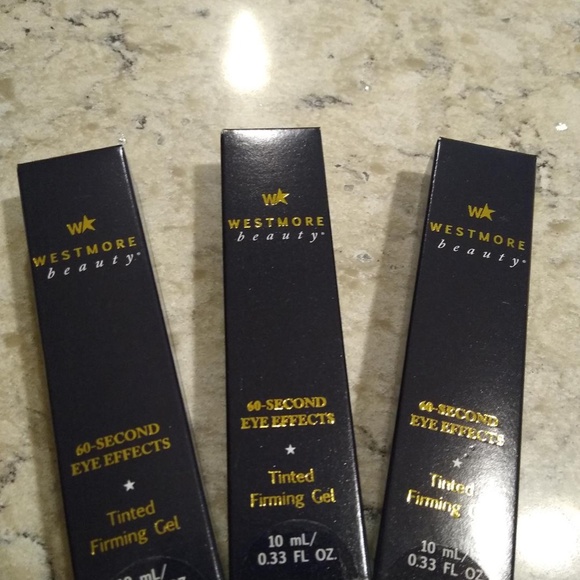 W★
WESTMORE
beauty®
60-SECOND
EYE EFFECTS
★
Tinted
Firming Gel
10 mL/
W★
WESTMORE
beauty®
60-SECOND
EYE EFFECTS
★
Tinted
Firming Gel
10 mL/
0.33 FL OZ.
W★
WESTMORE
beauty®
60-SECOND
EYE EFFECTS
★
Tinted
Firming
10 mL/
0.33 FL OZ.